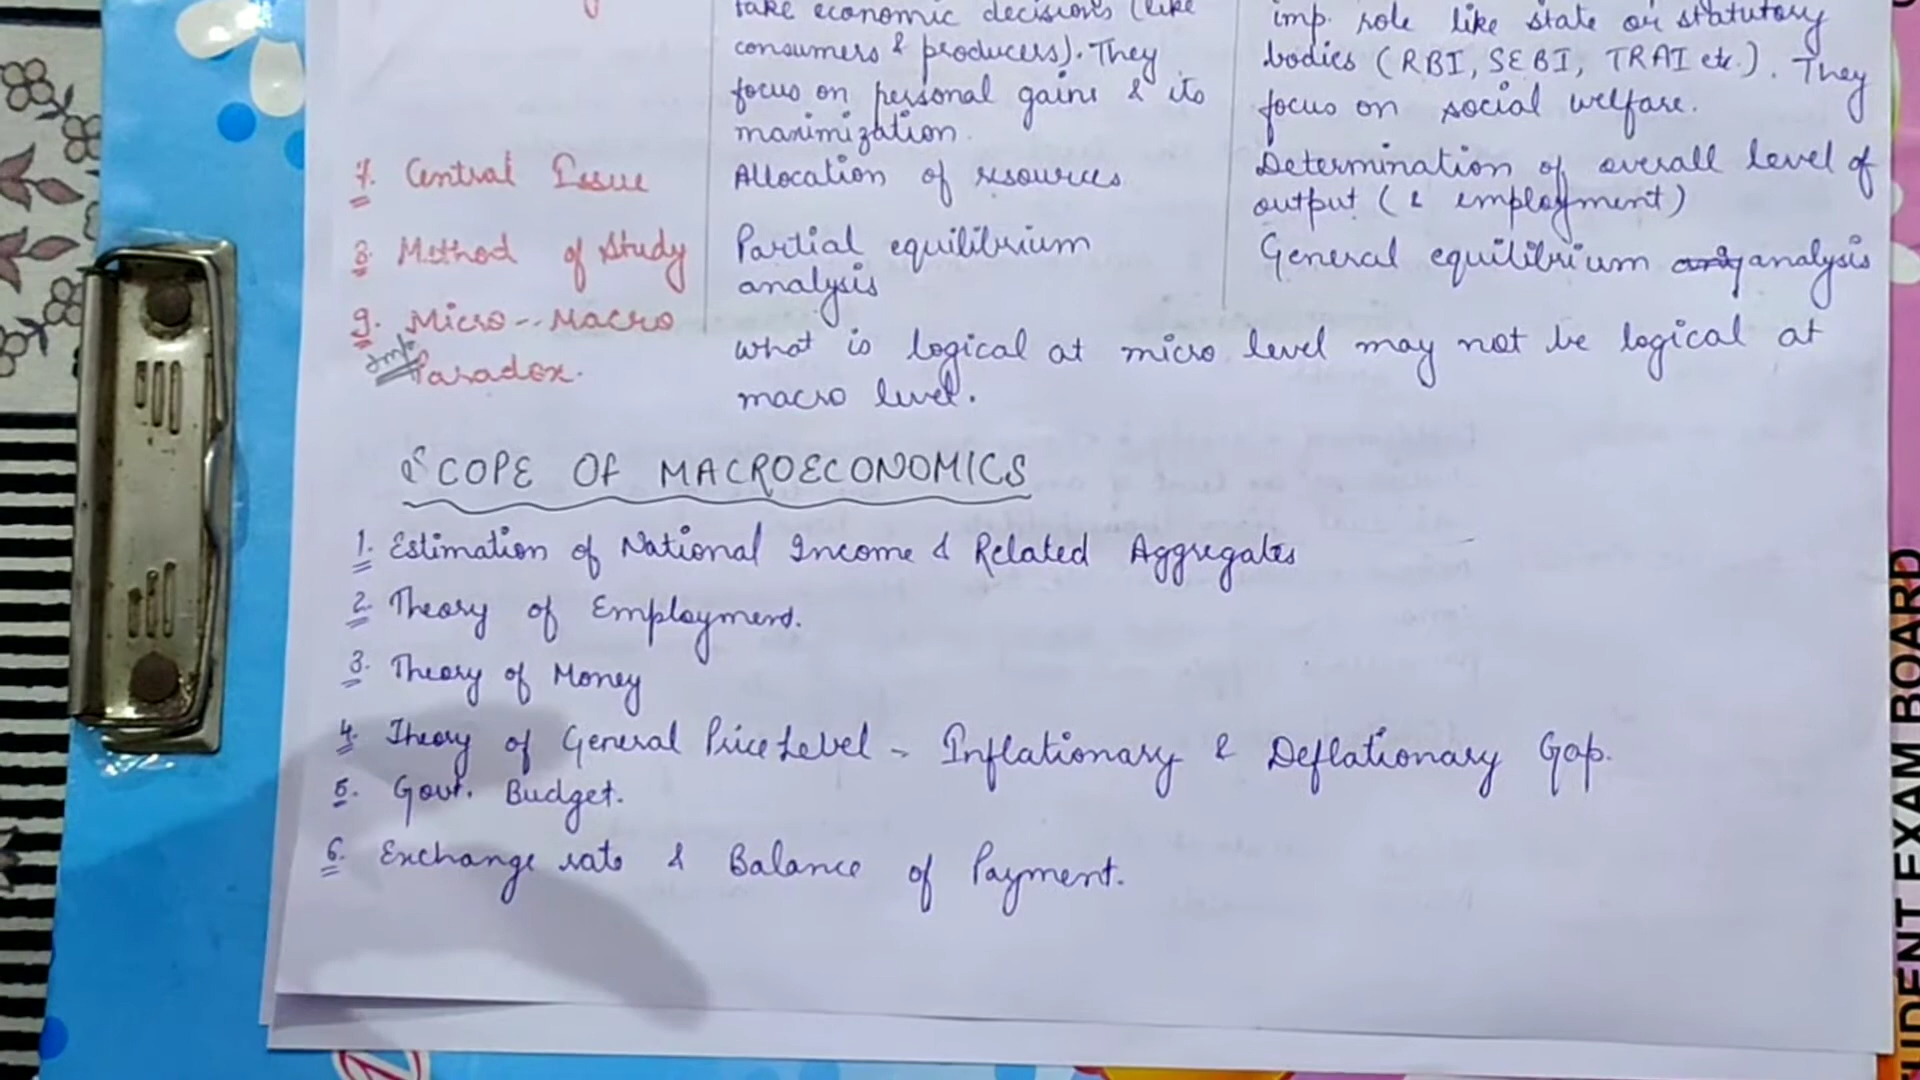 take economic decisions (like
consumers & producers). They
focus on personal gains & its
maximization.
imp. role like state or statutory
bodies (RBI, SEBI, TRAI etc.). They
focus on social welfare.
7. Central Issue
Allocation of resources
Determination of overall level of
output (& employment)
8. Method of Study
Partial equilibrium
analysis
General equilibrium analysis
9. Micro--Macro
Imp Paradox.
What is logical at micro level may not be logical at
macro level.
SCOPE OF MACROECONOMICS
1. Estimation of National Income & Related Aggregates
2. Theory of Employment.
3. Theory of Money
4. Theory of General Price Level - Inflationary & Deflationary Gap.
5. Govt. Budget.
6. Exchange rate & Balance of Payment.
STUDENT EXAM BOARD